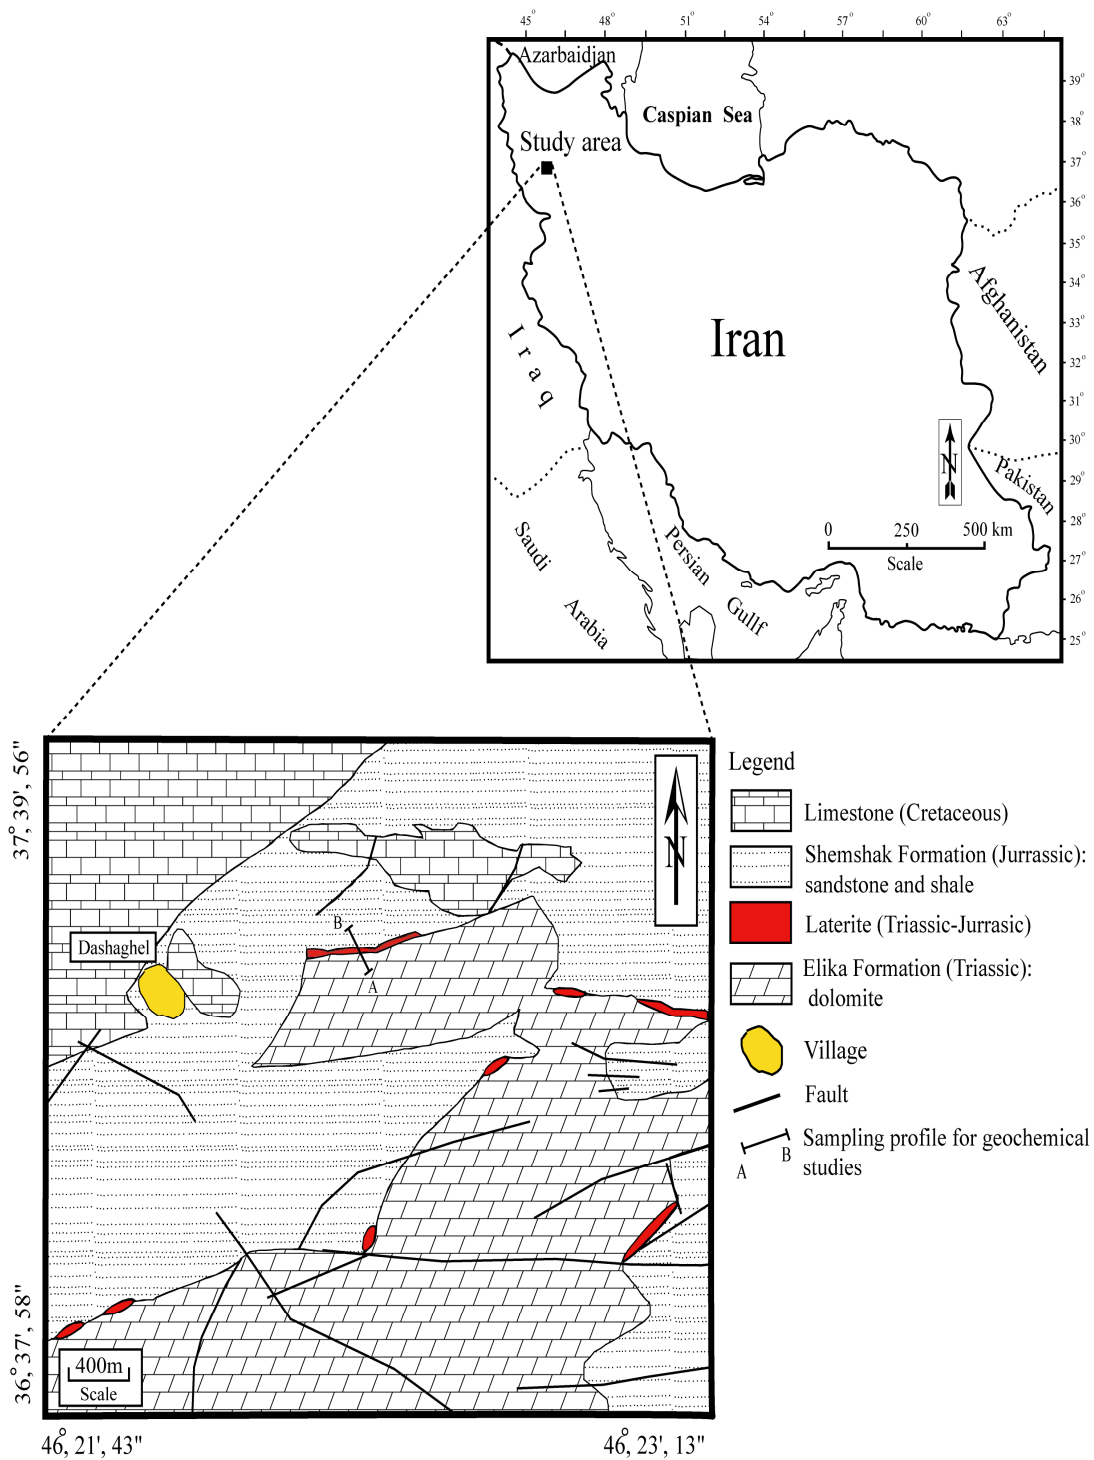 45° 48° 51° 54° 57° 60° 63°
Azarbaidjan
39°
Caspian Sea
38°
Study area
37°
36°
35°
Afghanistan
34°
33°
Iraq
Iran
32°
31°
30°
N
Pakistan
29°
28°
0 250 500 km
Scale
Saudi
Arabia
Persian
Gullf
27°
26°
25°
37°, 39', 56"
36°, 37', 58"
N
B
A
Dashaghel
400m
Scale
46°, 21', 43"
46°, 23', 13"
Legend
Limestone (Cretaceous)
Shemshak Formation (Jurrassic):
sandstone and shale
Laterite (Triassic-Jurrasic)
Elika Formation (Triassic):
dolomite
Village
Fault
A B
Sampling profile for geochemical
studies